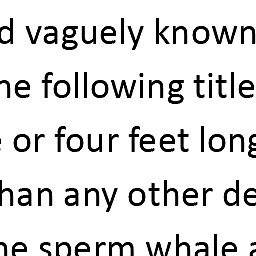 d vaguely known
he following title
e or four feet long
han any other de
he sperm whale a